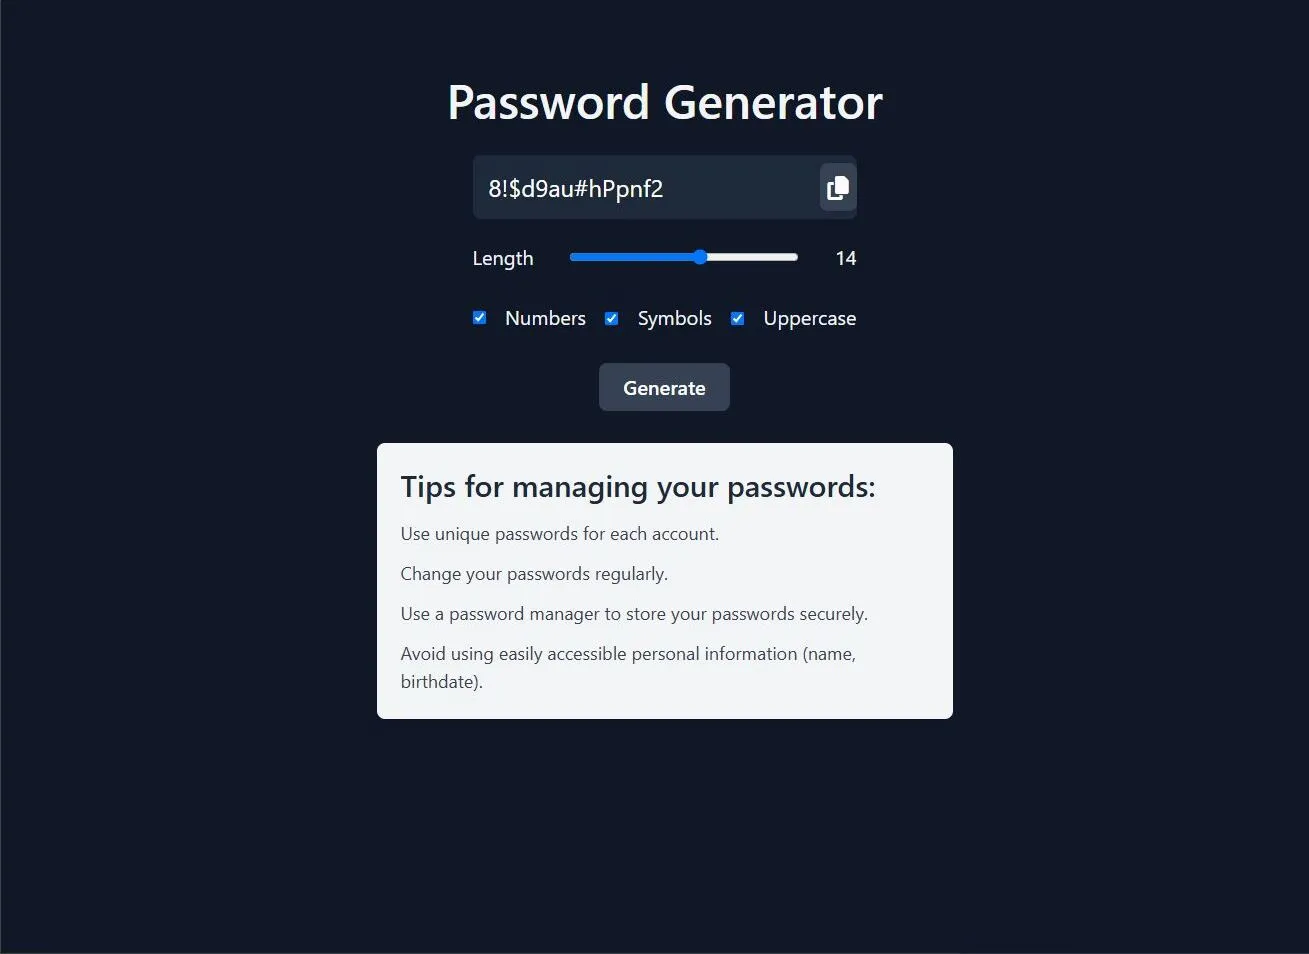 Password Generator
8!$d9au#hPpnf2
Length 14
Numbers Symbols Uppercase
Generate
Tips for managing your passwords:
Use unique passwords for each account.
Change your passwords regularly.
Use a password manager to store your passwords securely.
Avoid using easily accessible personal information (name,
birthdate).